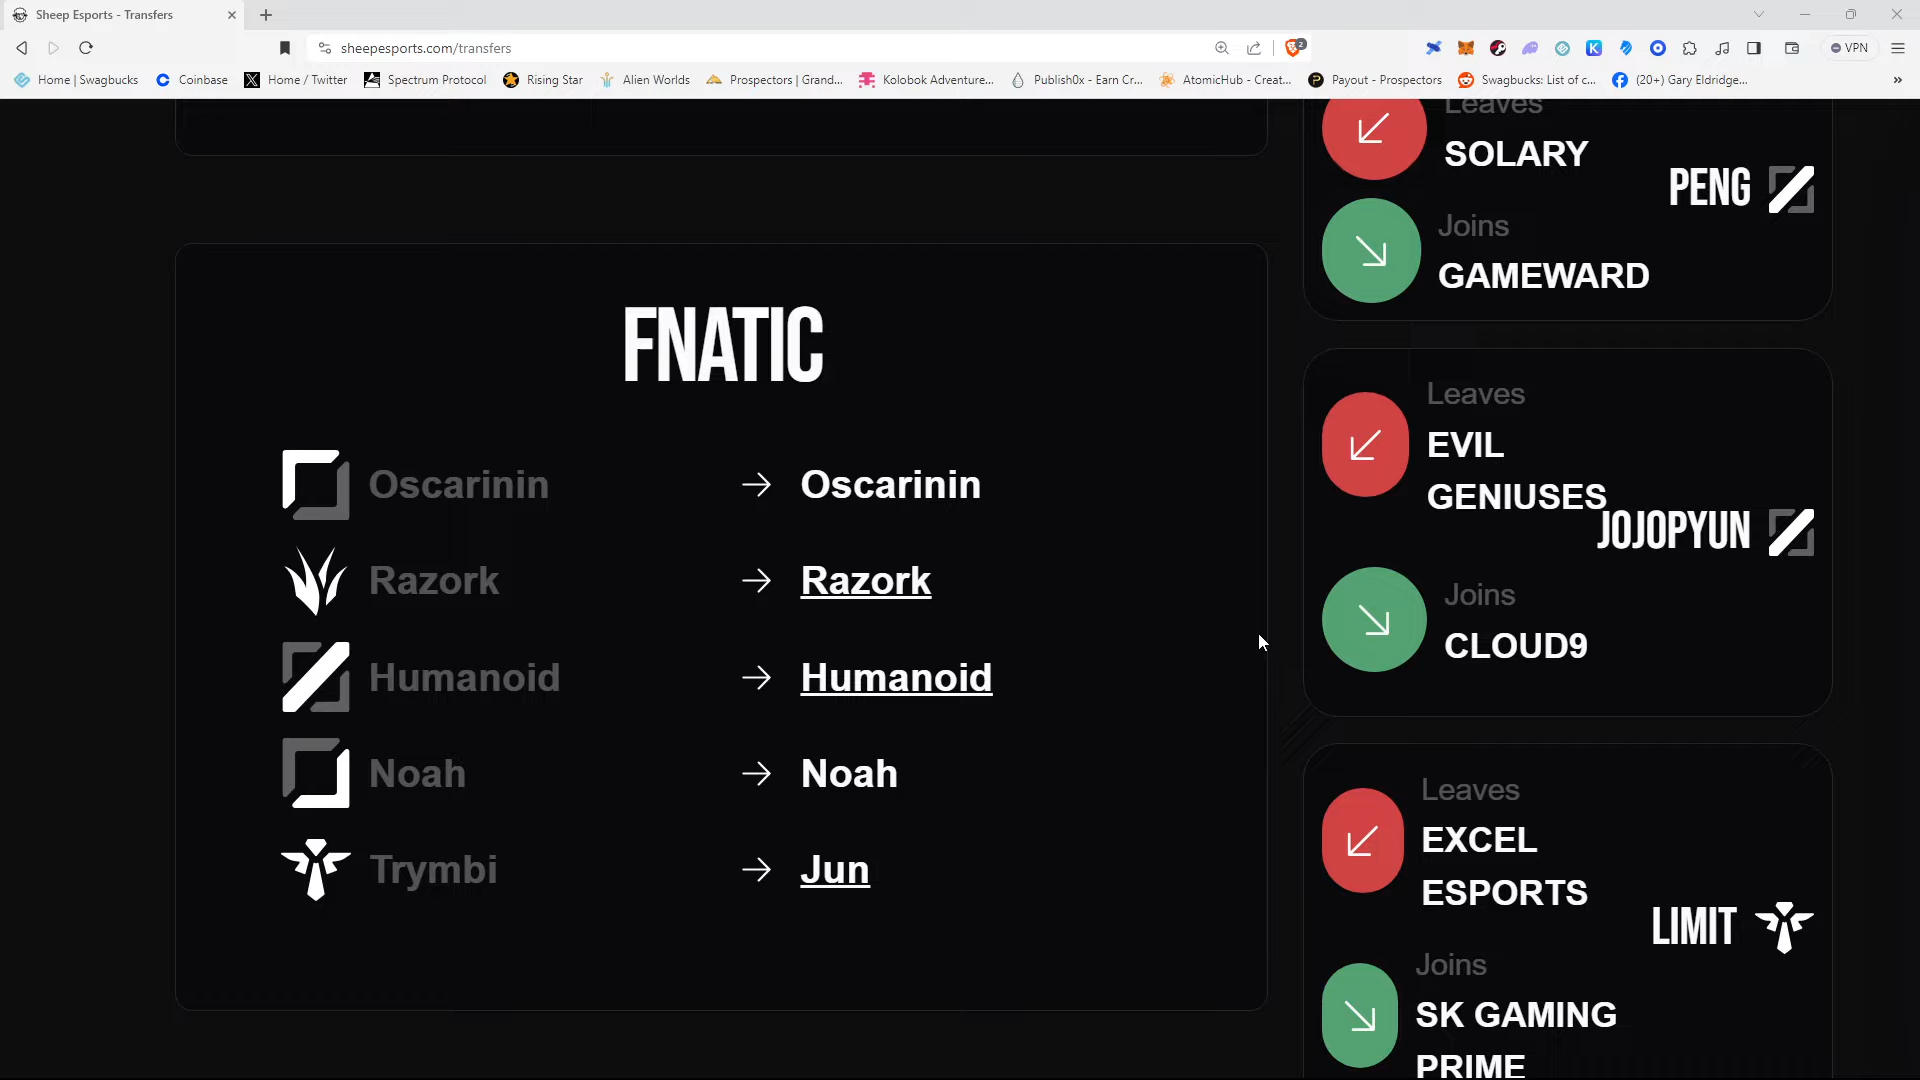 Sheep Esports - Transfers
sheepesports.com/transfers
2
VPN
Home | Swagbucks
Coinbase
Home / Twitter
Spectrum Protocol
Rising Star
Alien Worlds
Prospectors | Grand...
Kolobok Adventure...
Publish0x - Earn Cr...
AtomicHub - Creat...
Payout - Prospectors
Swagbucks: List of c...
(20+) Gary Eldridge...
FNATIC
Oscarinin → Oscarinin
Razork → Razork
Humanoid → Humanoid
Noah → Noah
Trymbi → Jun
Leaves
SOLARY
PENG
Joins
GAMEWARD
Leaves
EVIL
GENIUSES
JOJOPYUN
Joins
CLOUD9
Leaves
EXCEL
ESPORTS
LIMIT
Joins
SK GAMING
PRIME